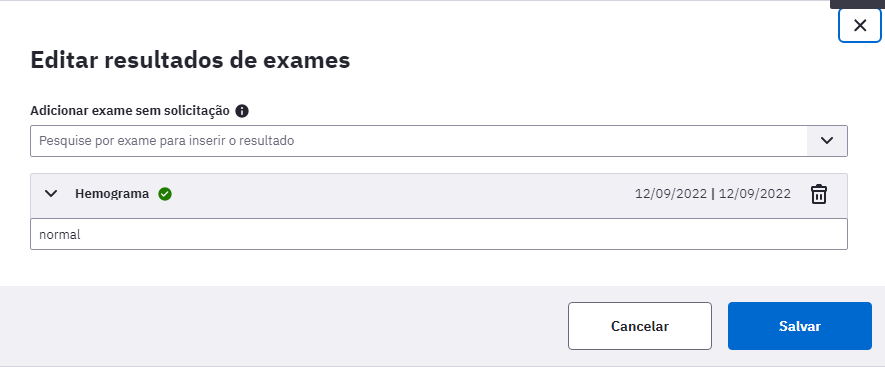 Editar resultados de exames
Adicionar exame sem solicitação
Pesquise por exame para inserir o resultado
Hemograma 12/09/2022 | 12/09/2022
normal
Cancelar Salvar